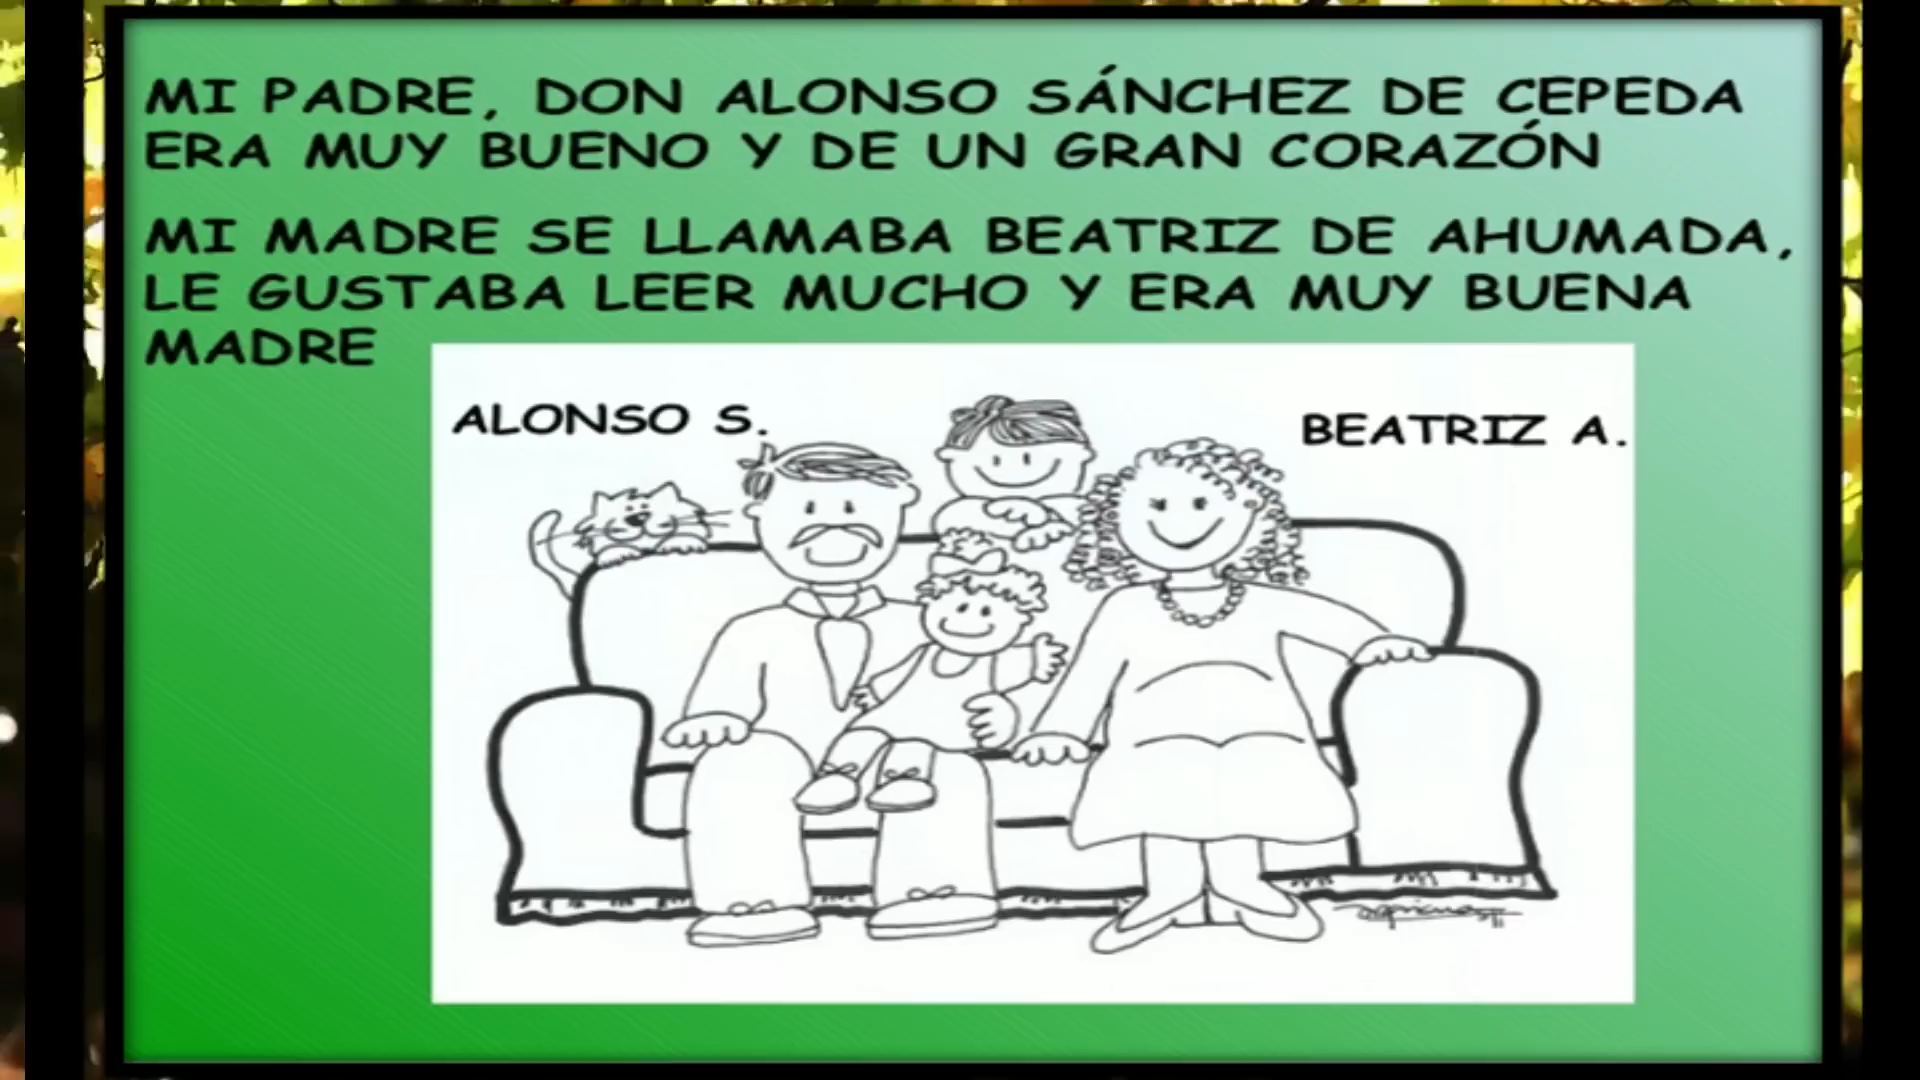 MI PADRE, DON ALONSO SÁNCHEZ DE CEPEDA
ERA MUY BUENO Y DE UN GRAN CORAZÓN
MI MADRE SE LLAMABA BEATRIZ DE AHUMADA,
LE GUSTABA LEER MUCHO Y ERA MUY BUENA
MADRE
ALONSO S.
BEATRIZ A.